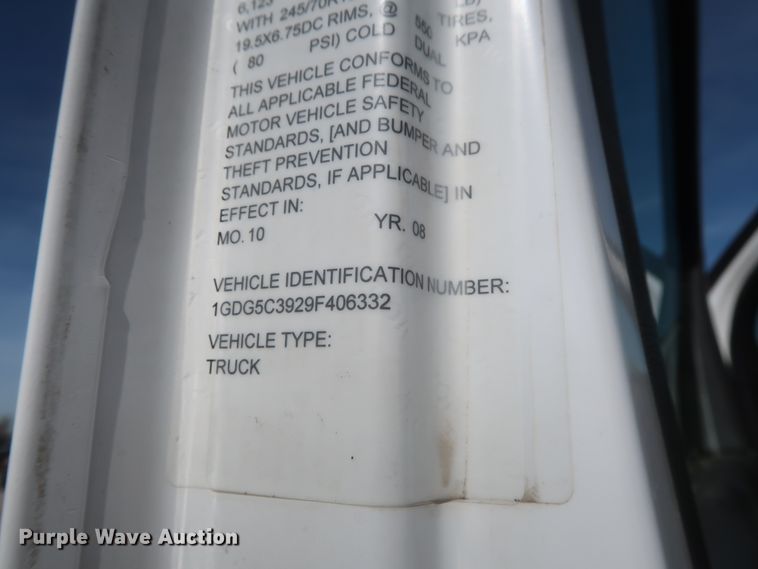 6,123
WITH 245/70R
19.5X6.75DC RIMS, @ 550 TIRES,
( 80 PSI) COLD DUAL KPA
THIS VEHICLE CONFORMS TO
ALL APPLICABLE FEDERAL
MOTOR VEHICLE SAFETY
STANDARDS, [AND BUMPER AND
THEFT PREVENTION
STANDARDS, IF APPLICABLE] IN
EFFECT IN:
MO. 10 YR. 08
VEHICLE IDENTIFICATION NUMBER:
1GDG5C3929F406332
VEHICLE TYPE:
TRUCK
Purple Wave Auction